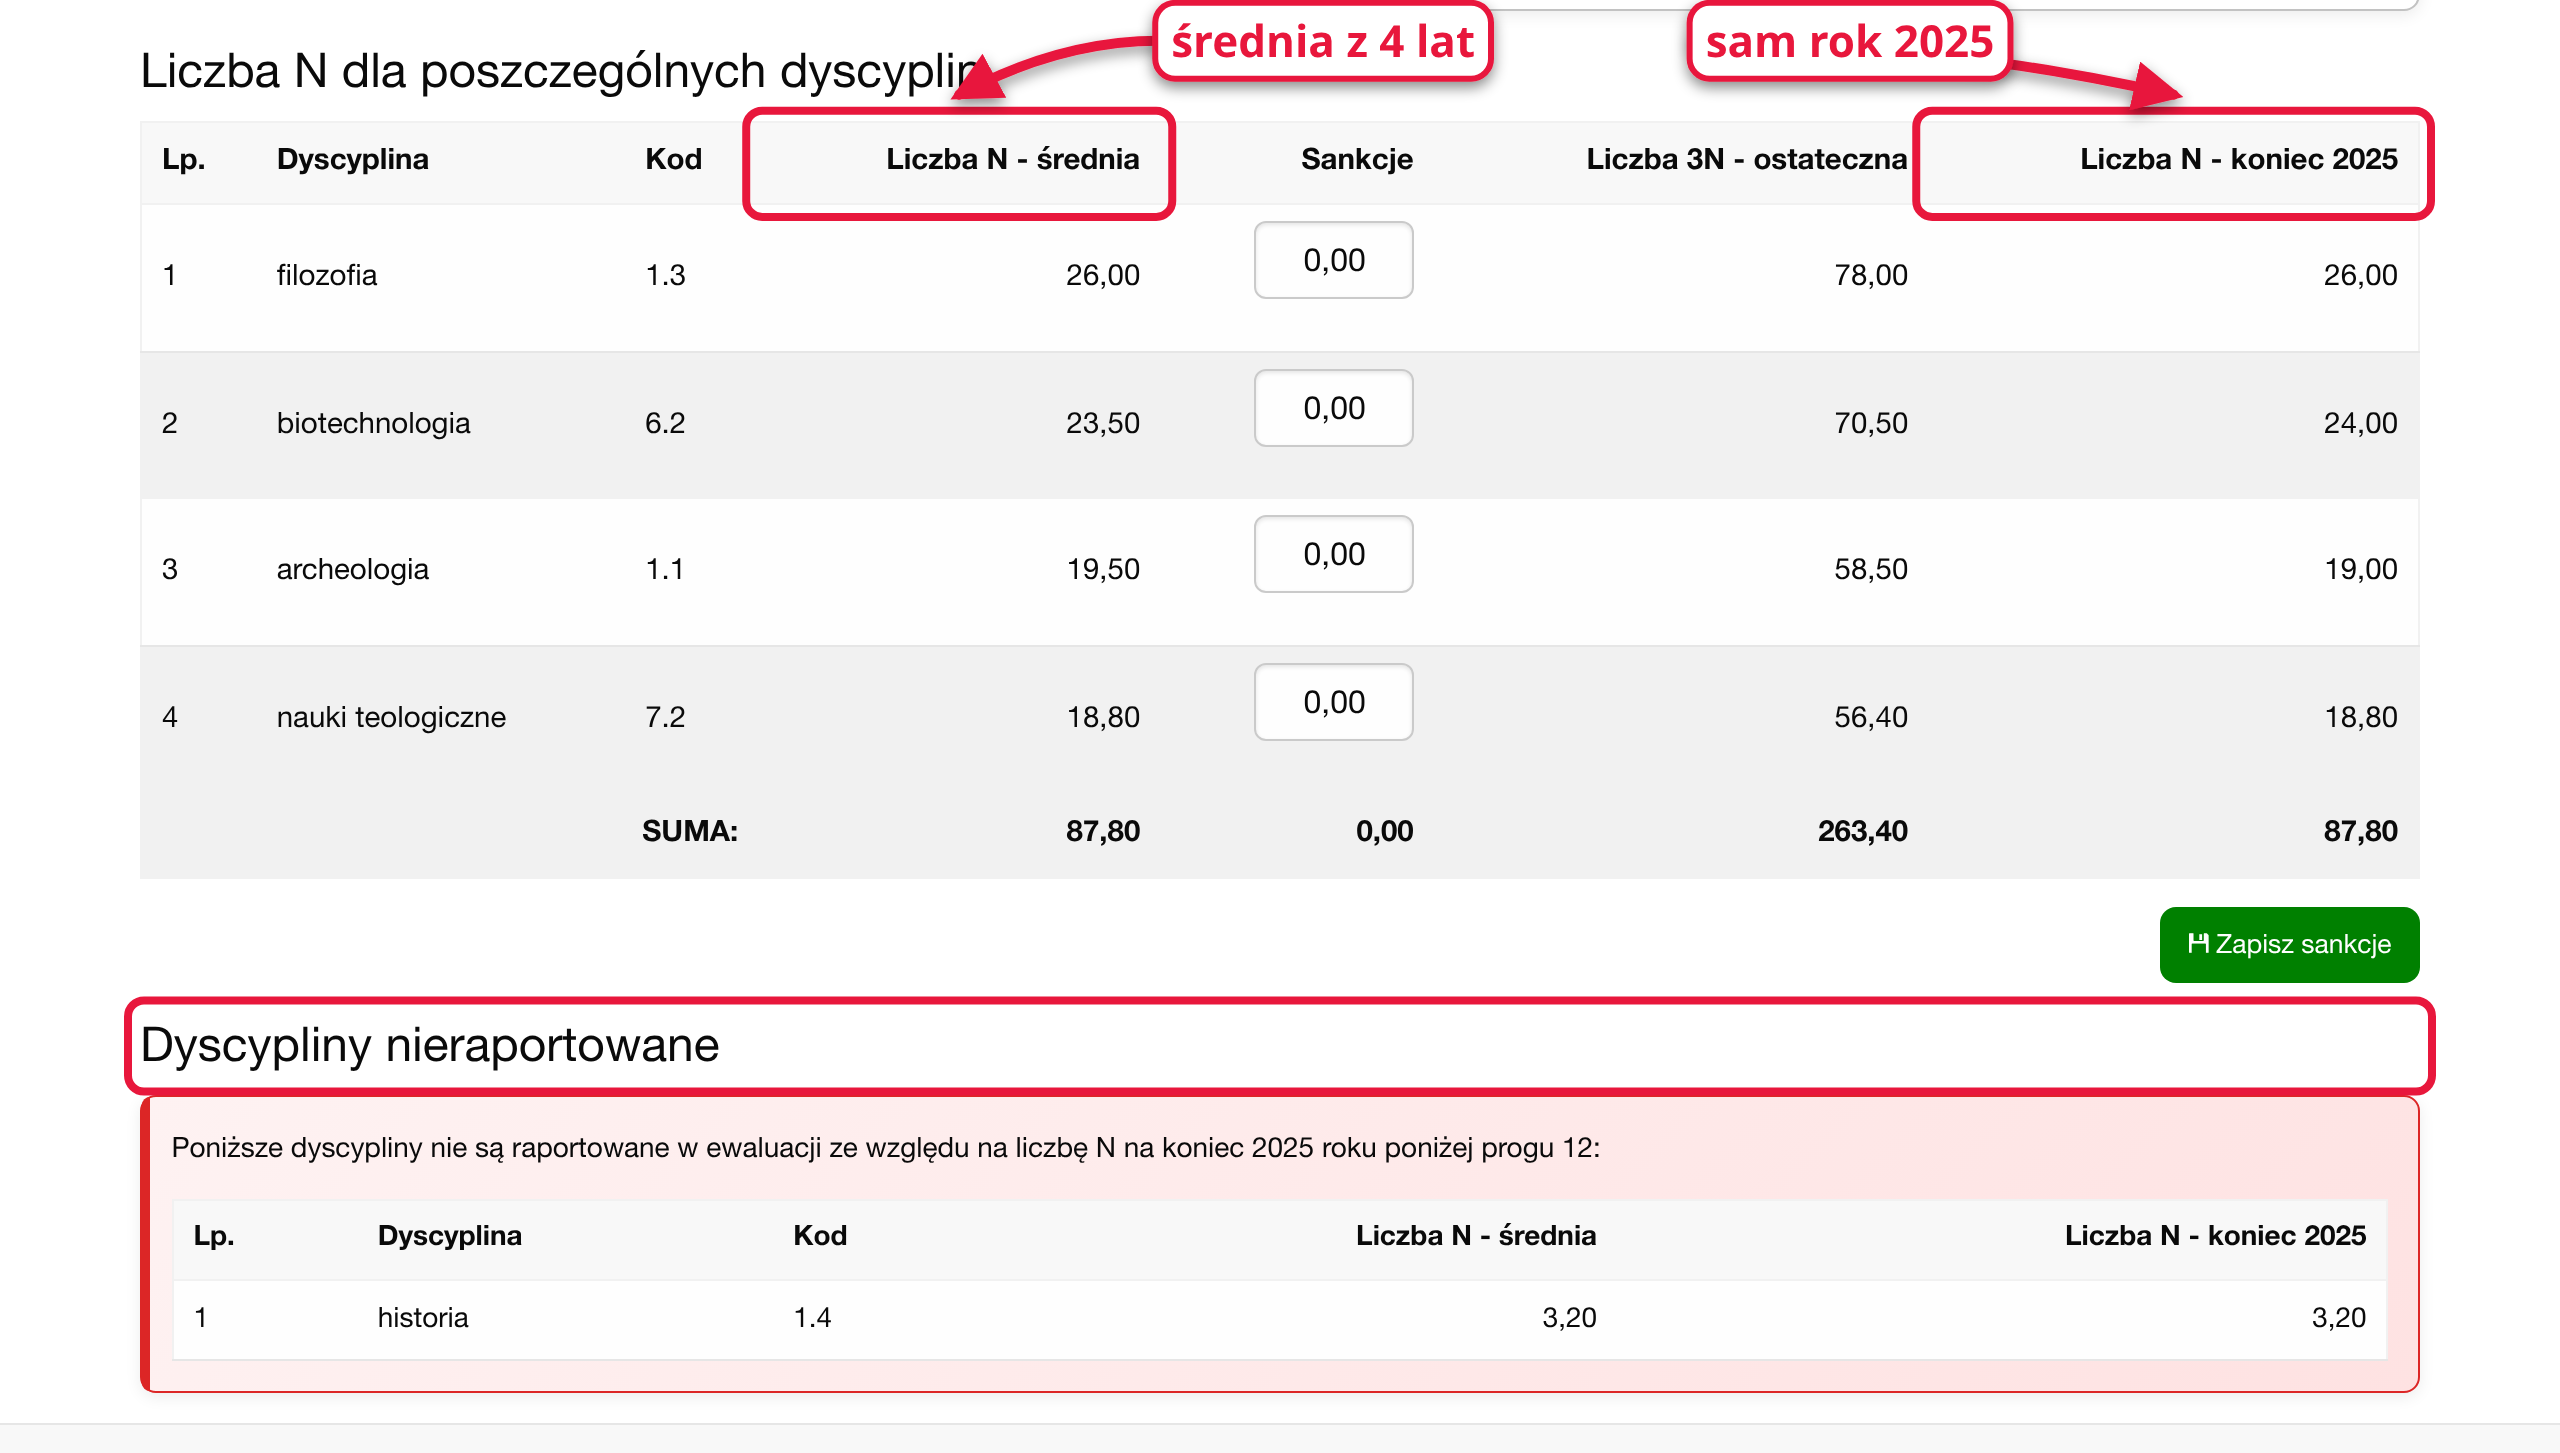 średnia z 4 lat
sam rok 2025
Liczba N dla poszczególnych dyscyplin
Lp. Dyscyplina Kod Liczba N - średnia Sankcje Liczba 3N - ostateczna Liczba N - koniec 2025
1 filozofia 1.3 26,00 0,00 78,00 26,00
2 biotechnologia 6.2 23,50 0,00 70,50 24,00
3 archeologia 1.1 19,50 0,00 58,50 19,00
4 nauki teologiczne 7.2 18,80 0,00 56,40 18,80
SUMA: 87,80 0,00 263,40 87,80
Zapisz sankcje
Dyscypliny nieraportowane
Poniższe dyscypliny nie są raportowane w ewaluacji ze względu na liczbę N na koniec 2025 roku poniżej progu 12:
Lp. Dyscyplina Kod Liczba N - średnia Liczba N - koniec 2025
1 historia 1.4 3,20 3,20